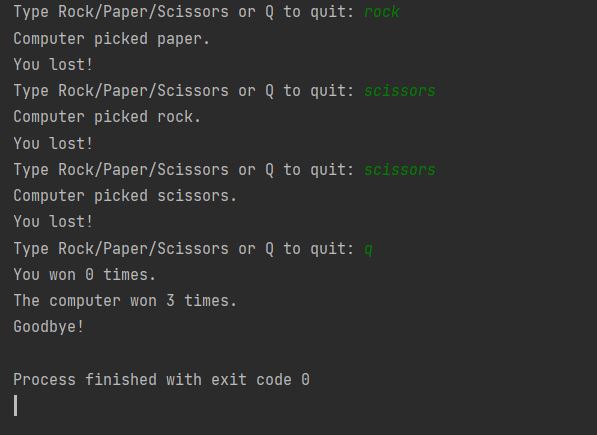 Type Rock/Paper/Scissors or Q to quit: rock
Computer picked paper.
You lost!
Type Rock/Paper/Scissors or Q to quit: scissors
Computer picked rock.
You lost!
Type Rock/Paper/Scissors or Q to quit: scissors
Computer picked scissors.
You lost!
Type Rock/Paper/Scissors or Q to quit: q
You won 0 times.
The computer won 3 times.
Goodbye!
Process finished with exit code 0